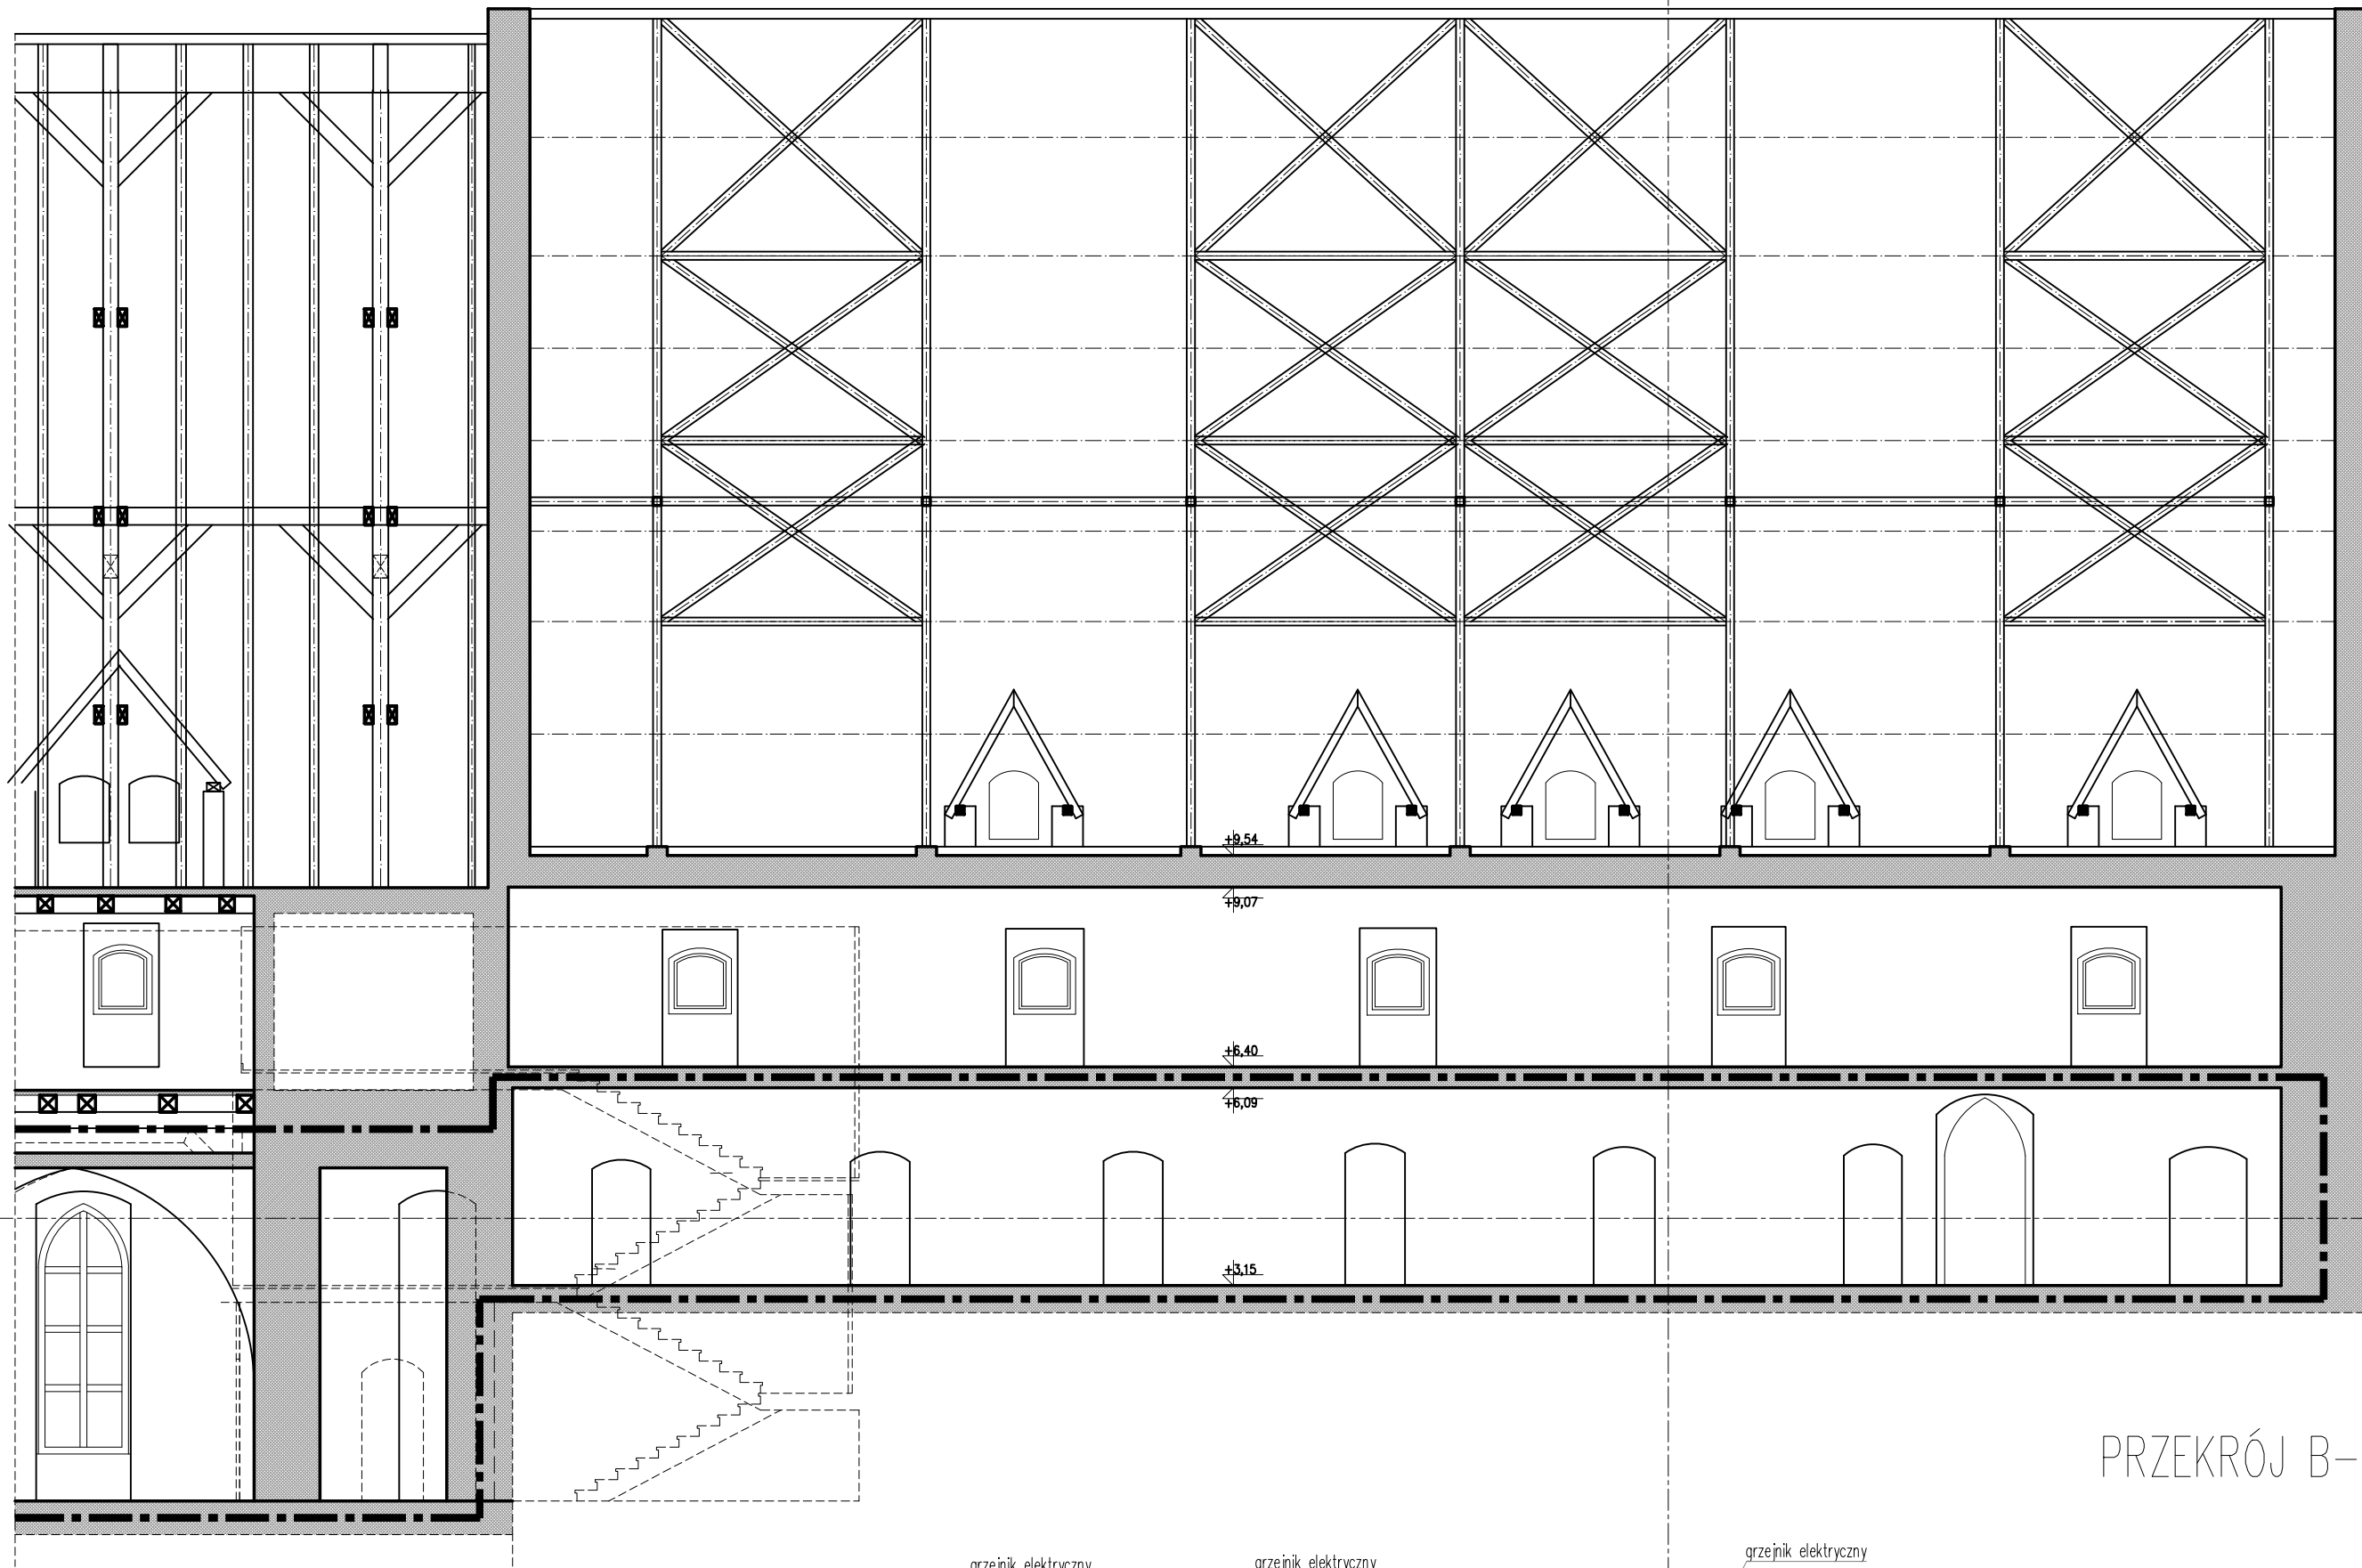 +9,54
+9,07
+6,40
+6,09
+3,15
PRZEKRÓJ B-
grzejnik elektryczny
grzejnik elektryczny
grzejnik elektryczny